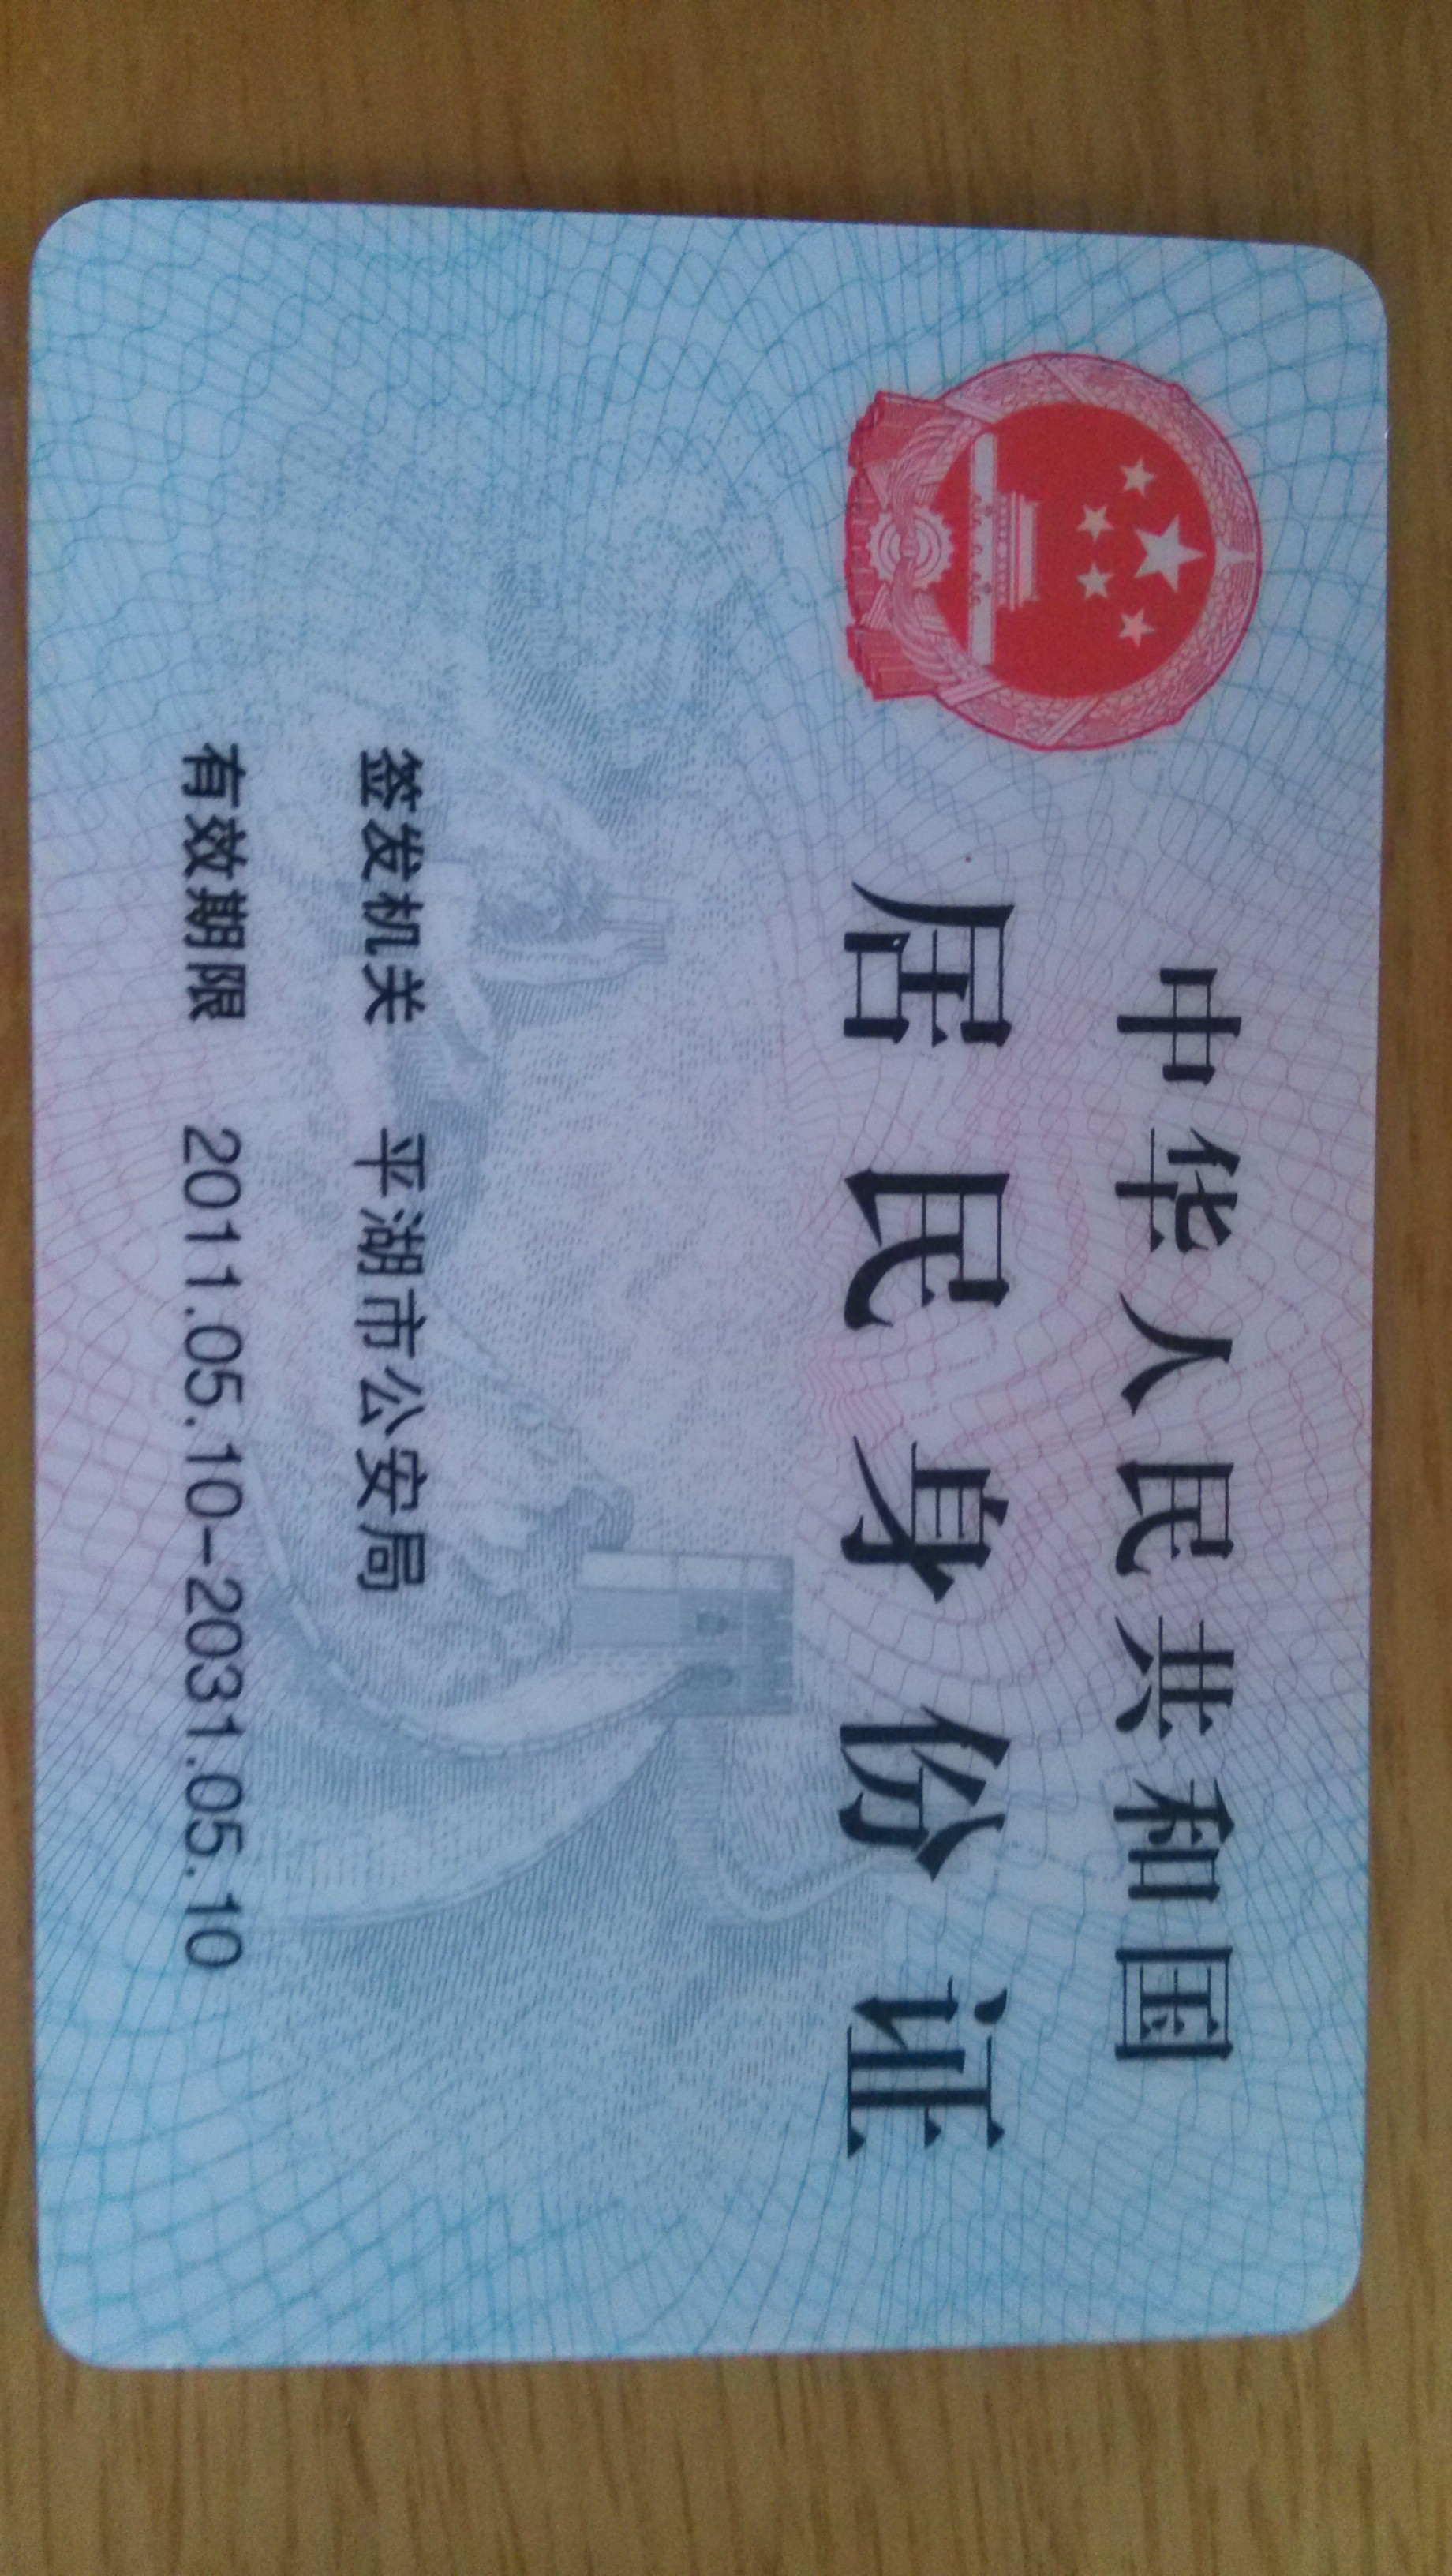 中华人民共和国
居民身份证
签发机关 平湖市公安局
有效期限 2011.05.10-2031.05.10